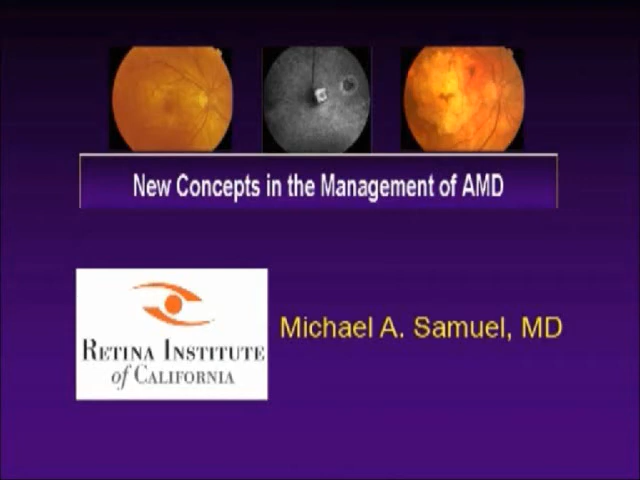 New Concepts in the Management of AMD
RETINA INSTITUTE
of CALIFORNIA
Michael A. Samuel, MD